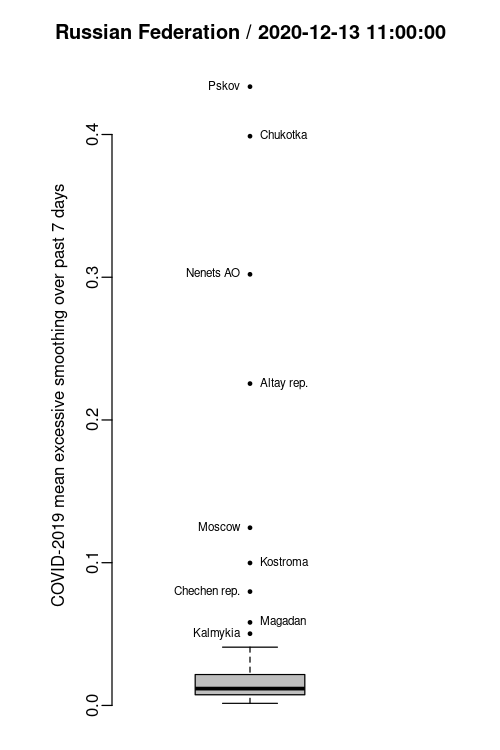 Russian Federation / 2020-12-13 11:00:00
COVID-2019 mean excessive smoothing over past 7 days
0.4
0.3
0.2
0.1
0.0
Pskov
Chukotka
Nenets AO
Altay rep.
Moscow
Kostroma
Chechen rep.
Magadan
Kalmykia